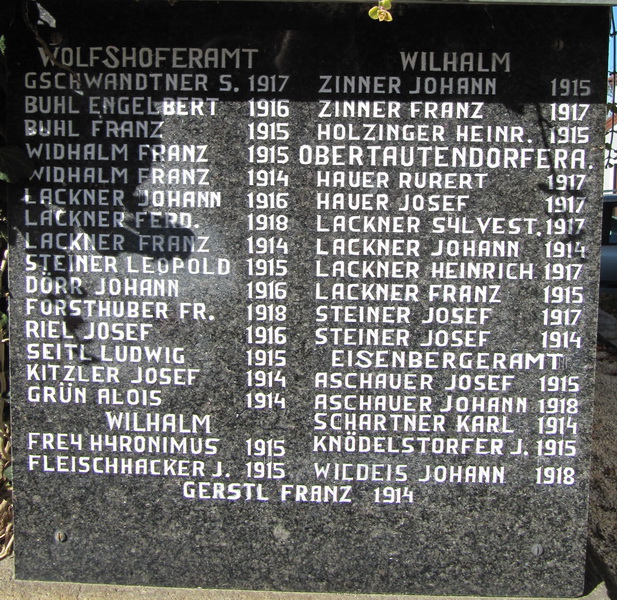 WOLFSHOFERAMT
GSCHWANDTNER S. 1917
BUHL ENGELBERT 1916
BUHL FRANZ 1915
WIDHALM FRANZ 1915
WIDHALM FRANZ 1914
LACKNER JOHANN 1916
LACKNER FERD. 1918
LACKNER FRANZ 1914
STEINER LEOPOLD 1915
DÖRR JOHANN 1916
FORSTHUBER FR. 1918
RIEL JOSEF 1916
SEITL LUDWIG 1915
KITZLER JOSEF 1914
GRÜN ALOIS 1914
WILHALM
FREY HYRONIMUS 1915
FLEISCHHACKER J. 1915
WILHALM
ZINNER JOHANN 1915
ZINNER FRANZ 1917
HOLZINGER HEINR. 1915
OBERTAUTENDORFERA.
HAUER RURERT 1917
HAUER JOSEF 1917
LACKNER SYLVEST. 1917
LACKNER JOHANN 1914
LACKNER HEINRICH 1917
LACKNER FRANZ 1915
STEINER JOSEF 1917
STEINER JOSEF 1914
EISENBERGERAMT
ASCHAUER JOSEF 1915
ASCHAUER JOHANN 1918
SCHARTNER KARL 1914
KNÖDELSTORFER J. 1915
WIEDEIS JOHANN 1918
GERSTL FRANZ 1914